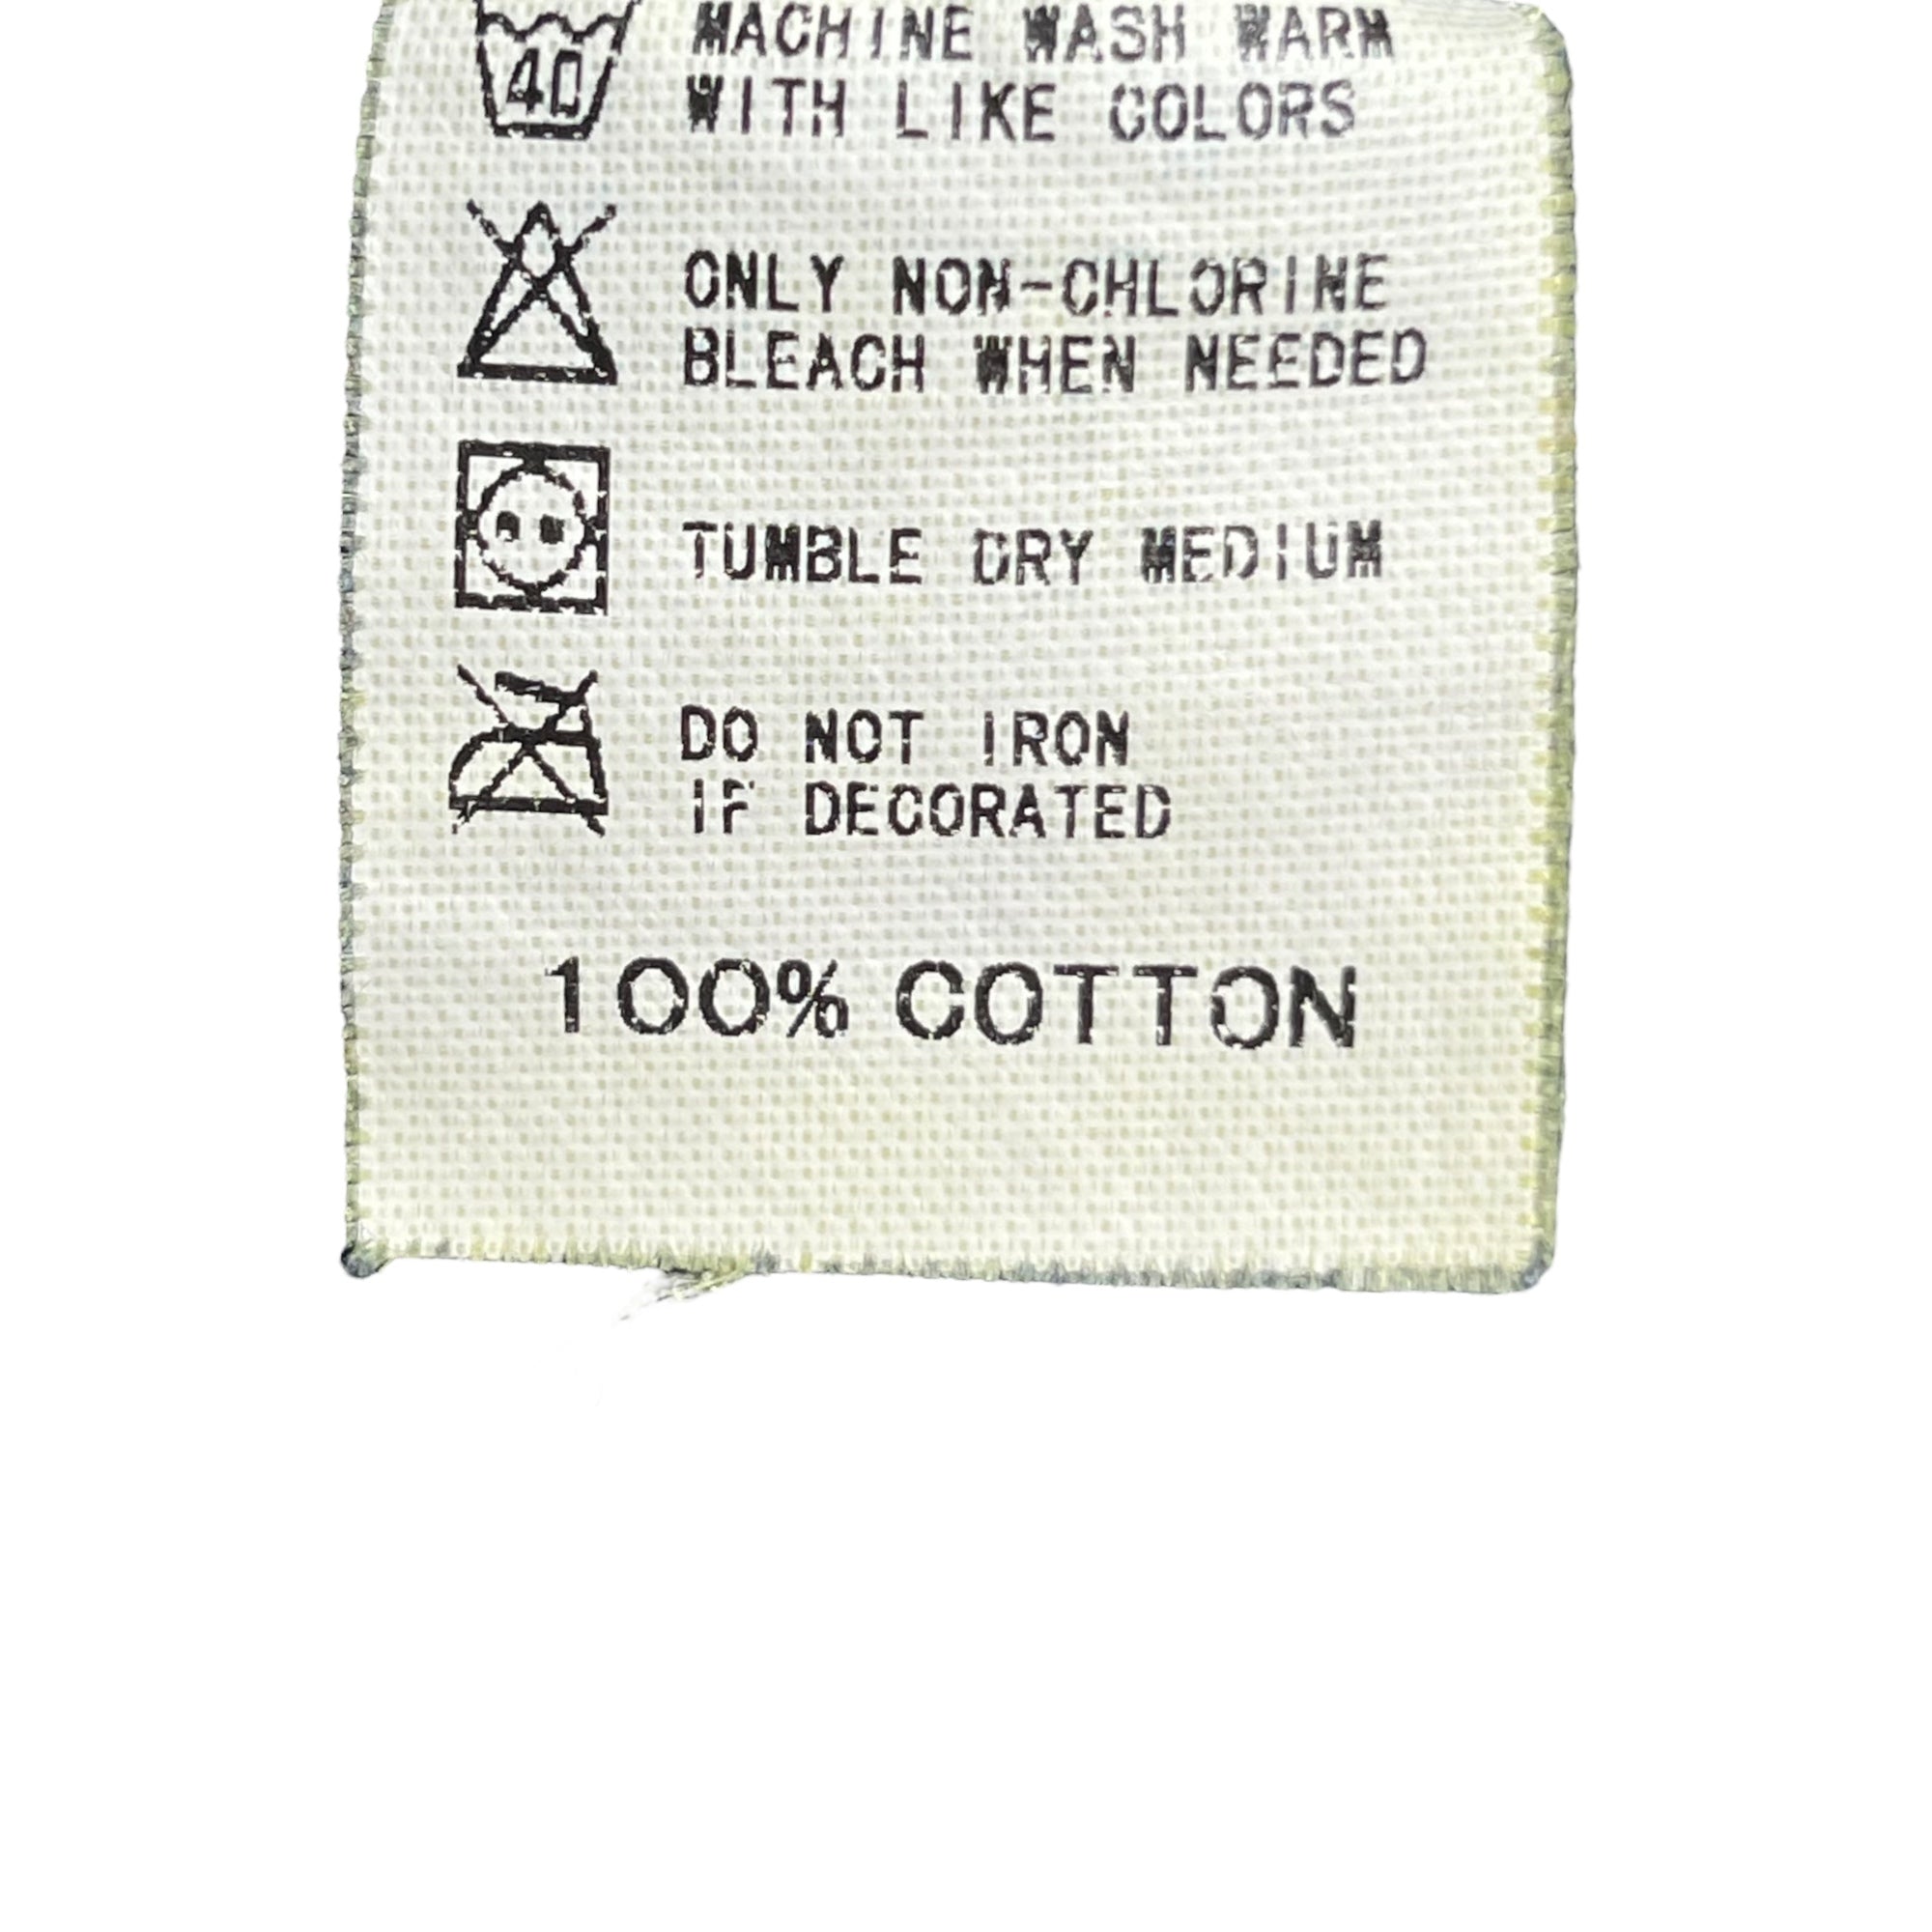 40
MACHINE WASH WARM
WITH LIKE COLORS
ONLY NON-CHLORINE
BLEACH WHEN NEEDED
TUMBLE DRY MEDIUM
DO NOT IRON
IF DECORATED
100% COTTON